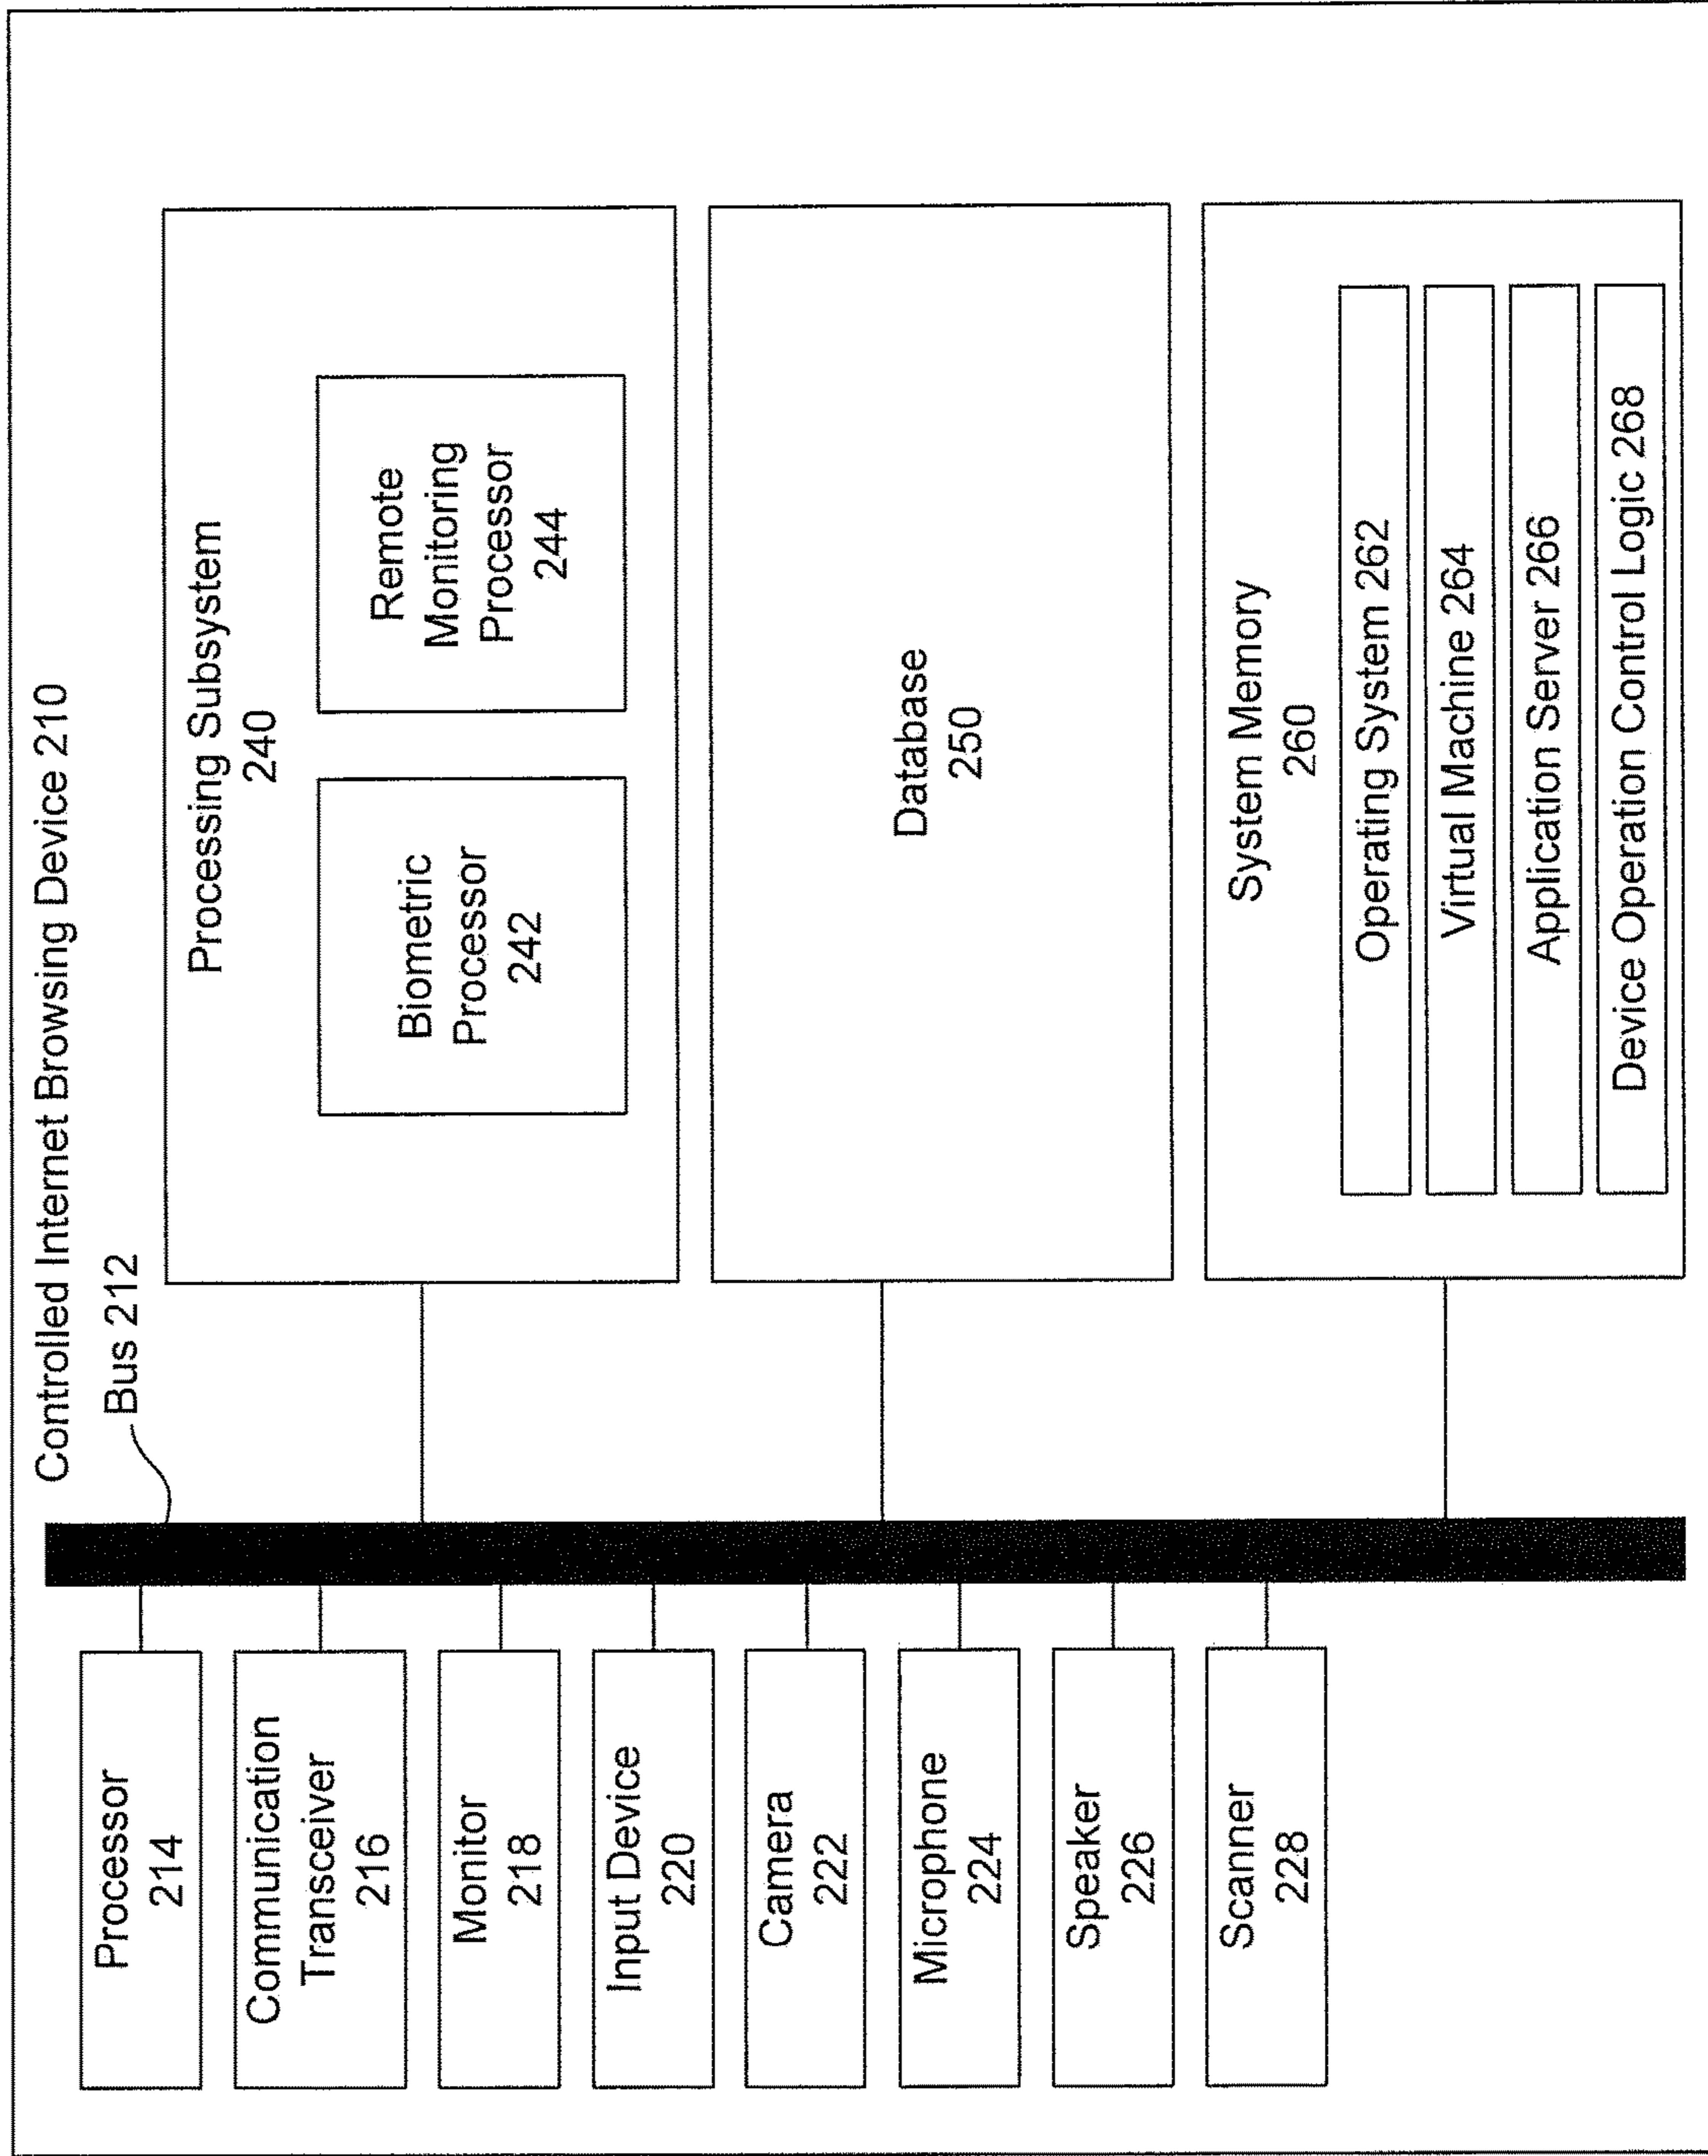 Controlled Internet Browsing Device 210
Bus 212
Processor
214
Communication
Transceiver
216
Monitor
218
Input Device
220
Camera
222
Microphone
224
Speaker
226
Scanner
228
Processing Subsystem
240
Biometric
Processor
242
Remote
Monitoring
Processor
244
Database
250
System Memory
260
Operating System 262
Virtual Machine 264
Application Server 266
Device Operation Control Logic 268